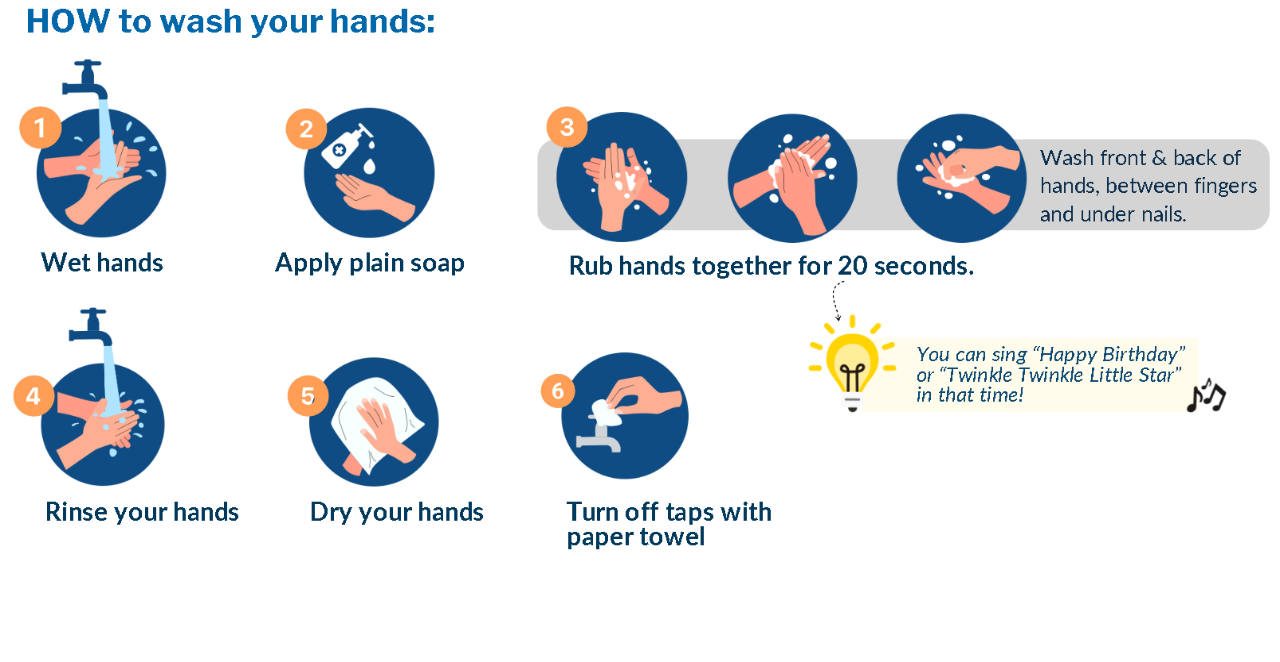 HOW to wash your hands:
1
Wet hands
2
Apply plain soap
3
Wash front & back of
hands, between fingers
and under nails.
Rub hands together for 20 seconds.
You can sing “Happy Birthday”
or “Twinkle Twinkle Little Star”
in that time!
4
Rinse your hands
5
Dry your hands
6
Turn off taps with
paper towel